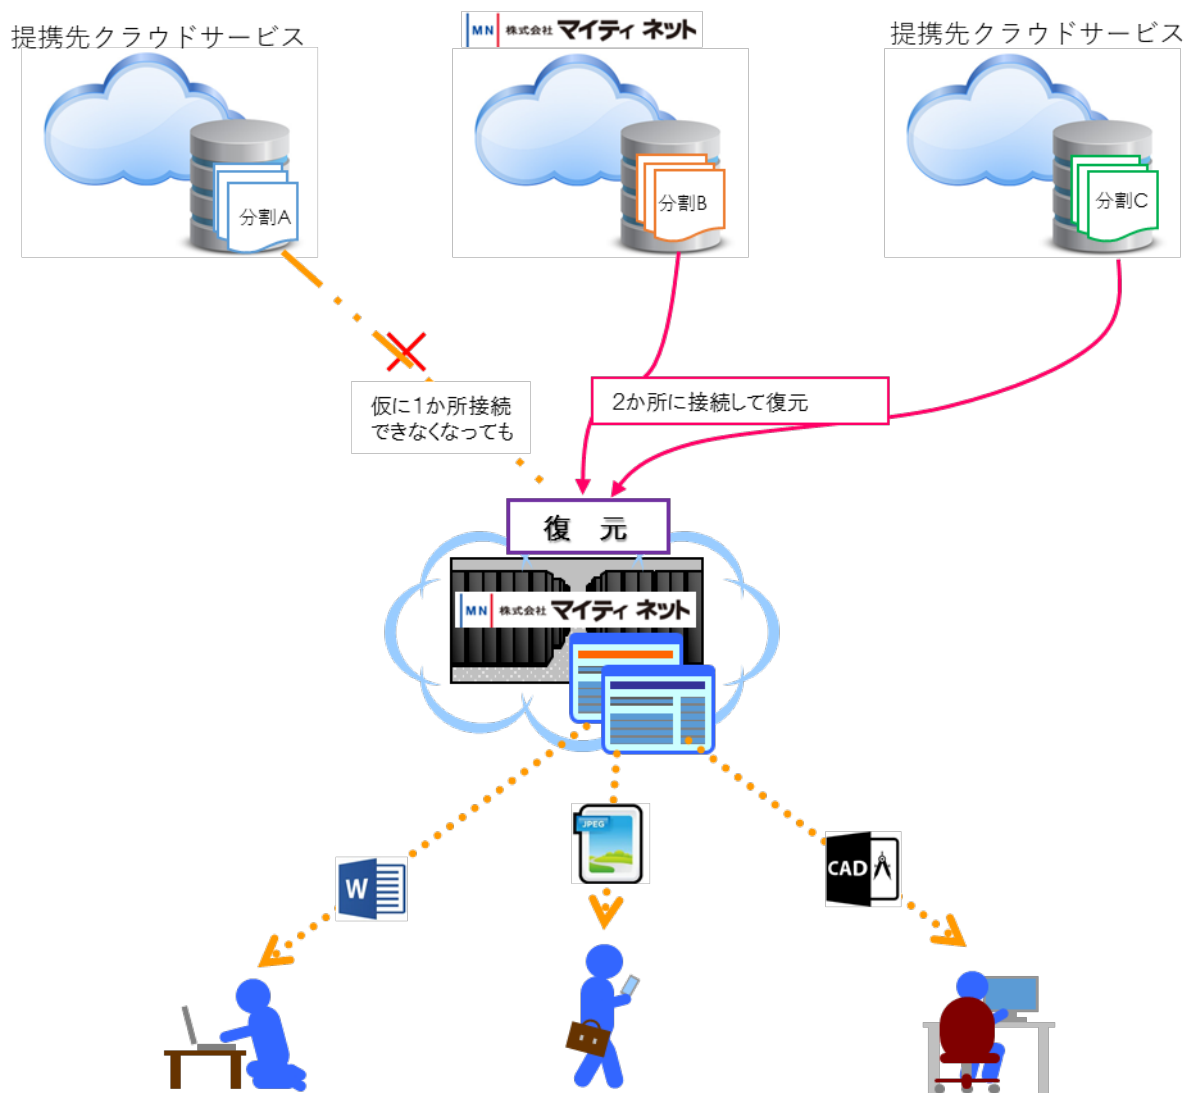 提携先クラウドサービス
MN 株式会社 マイティ ネット
提携先クラウドサービス
分割A
分割B
分割C
仮に1か所接続
できなくなっても
2か所に接続して復元
復 元
MN 株式会社 マイティ ネット
JPEG
W
CAD